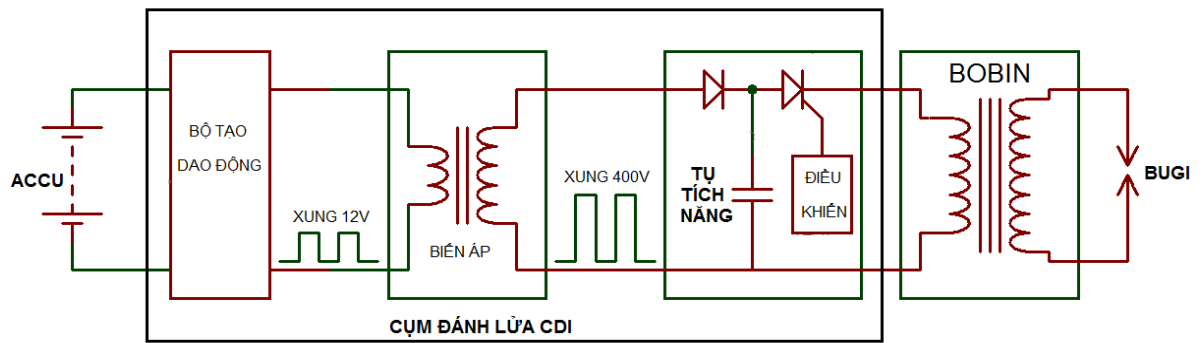 ACCU
BỘ TẠO
DAO ĐỘNG
XUNG 12V
BIẾN ÁP
XUNG 400V
TỤ
TÍCH
NĂNG
ĐIỀU
KHIỂN
BOBIN
BUGI
CỤM ĐÁNH LỬA CDI